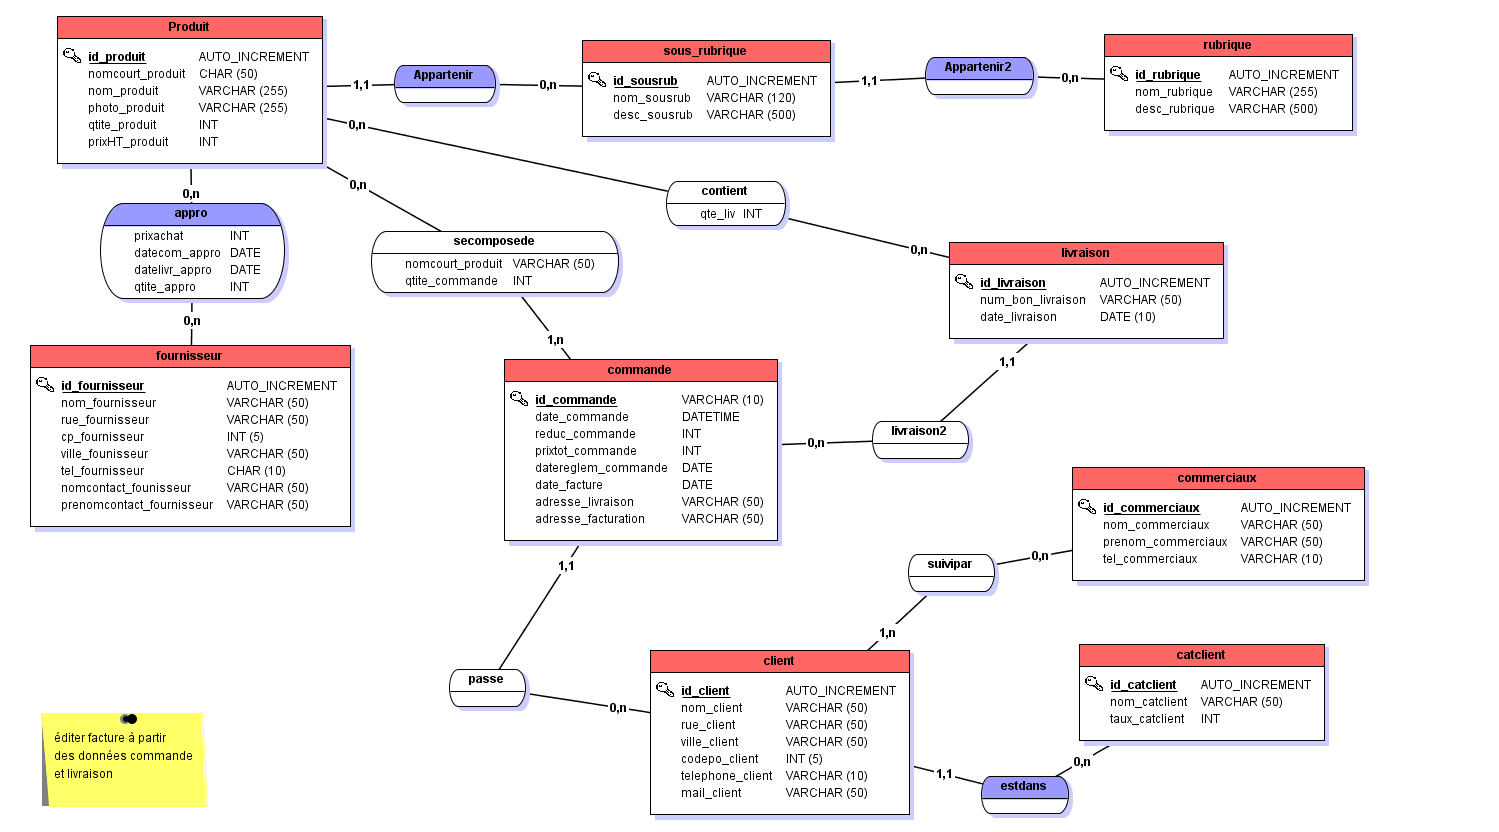 Produit
id_produit AUTO_INCREMENT
nomcourt_produit CHAR (50)
nom_produit VARCHAR (255)
photo_produit VARCHAR (255)
qtite_produit INT
prixHT_produit INT
1,1
Appartenir
0,n
sous_rubrique
id_sousrub AUTO_INCREMENT
nom_sousrub VARCHAR (120)
desc_sousrub VARCHAR (500)
1,1
Appartenir2
0,n
rubrique
id_rubrique AUTO_INCREMENT
nom_rubrique VARCHAR (255)
desc_rubrique VARCHAR (500)
0,n
0,n
0,n
contient
qte_liv INT
0,n
appro
prixachat INT
datecom_appro DATE
datelivr_appro DATE
qtite_appro INT
0,n
secomposede
nomcourt_produit VARCHAR (50)
qtite_commande INT
1,n
livraison
id_livraison AUTO_INCREMENT
num_bon_livraison VARCHAR (50)
date_livraison DATE (10)
1,1
fournisseur
id_fournisseur AUTO_INCREMENT
nom_fournisseur VARCHAR (50)
rue_fournisseur VARCHAR (50)
cp_fournisseur INT (5)
ville_founisseur VARCHAR (50)
tel_fournisseur CHAR (10)
nomcontact_founisseur VARCHAR (50)
prenomcontact_fournisseur VARCHAR (50)
commande
id_commande VARCHAR (10)
date_commande DATETIME
reduc_commande INT
prixtot_commande INT
datereglem_commande DATE
date_facture DATE
adresse_livraison VARCHAR (50)
adresse_facturation VARCHAR (50)
0,n
livraison2
commerciaux
id_commerciaux AUTO_INCREMENT
nom_commerciaux VARCHAR (50)
prenom_commerciaux VARCHAR (50)
tel_commerciaux VARCHAR (10)
1,1
suivipar
0,n
1,n
passe
0,n
client
id_client AUTO_INCREMENT
nom_client VARCHAR (50)
rue_client VARCHAR (50)
ville_client VARCHAR (50)
codepo_client INT (5)
telephone_client VARCHAR (10)
mail_client VARCHAR (50)
catclient
id_catclient AUTO_INCREMENT
nom_catclient VARCHAR (50)
taux_catclient INT
1,1
0,n
estdans
éditer facture à partir
des données commande
et livraison